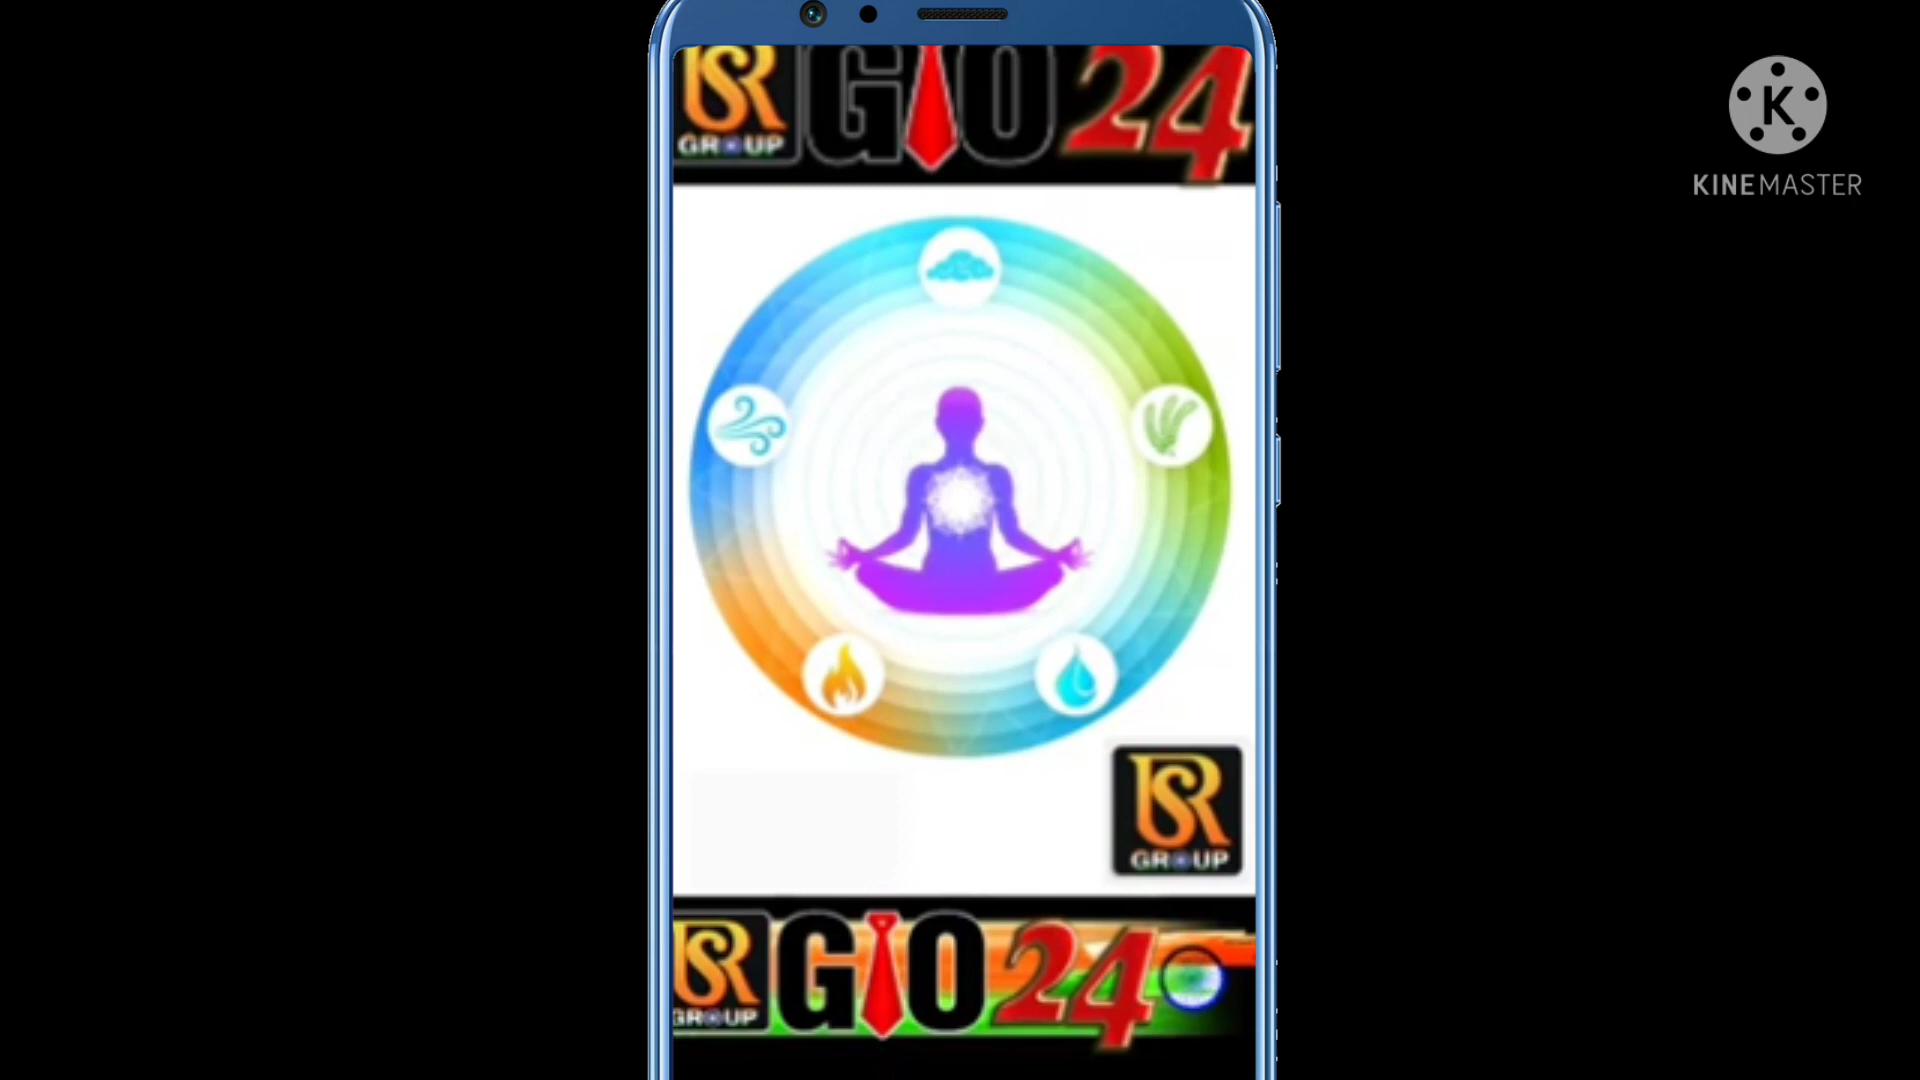 SR
GROUP
GIO 24
K
KINEMASTER
SR
GROUP
SR
GROUP
GIO 24